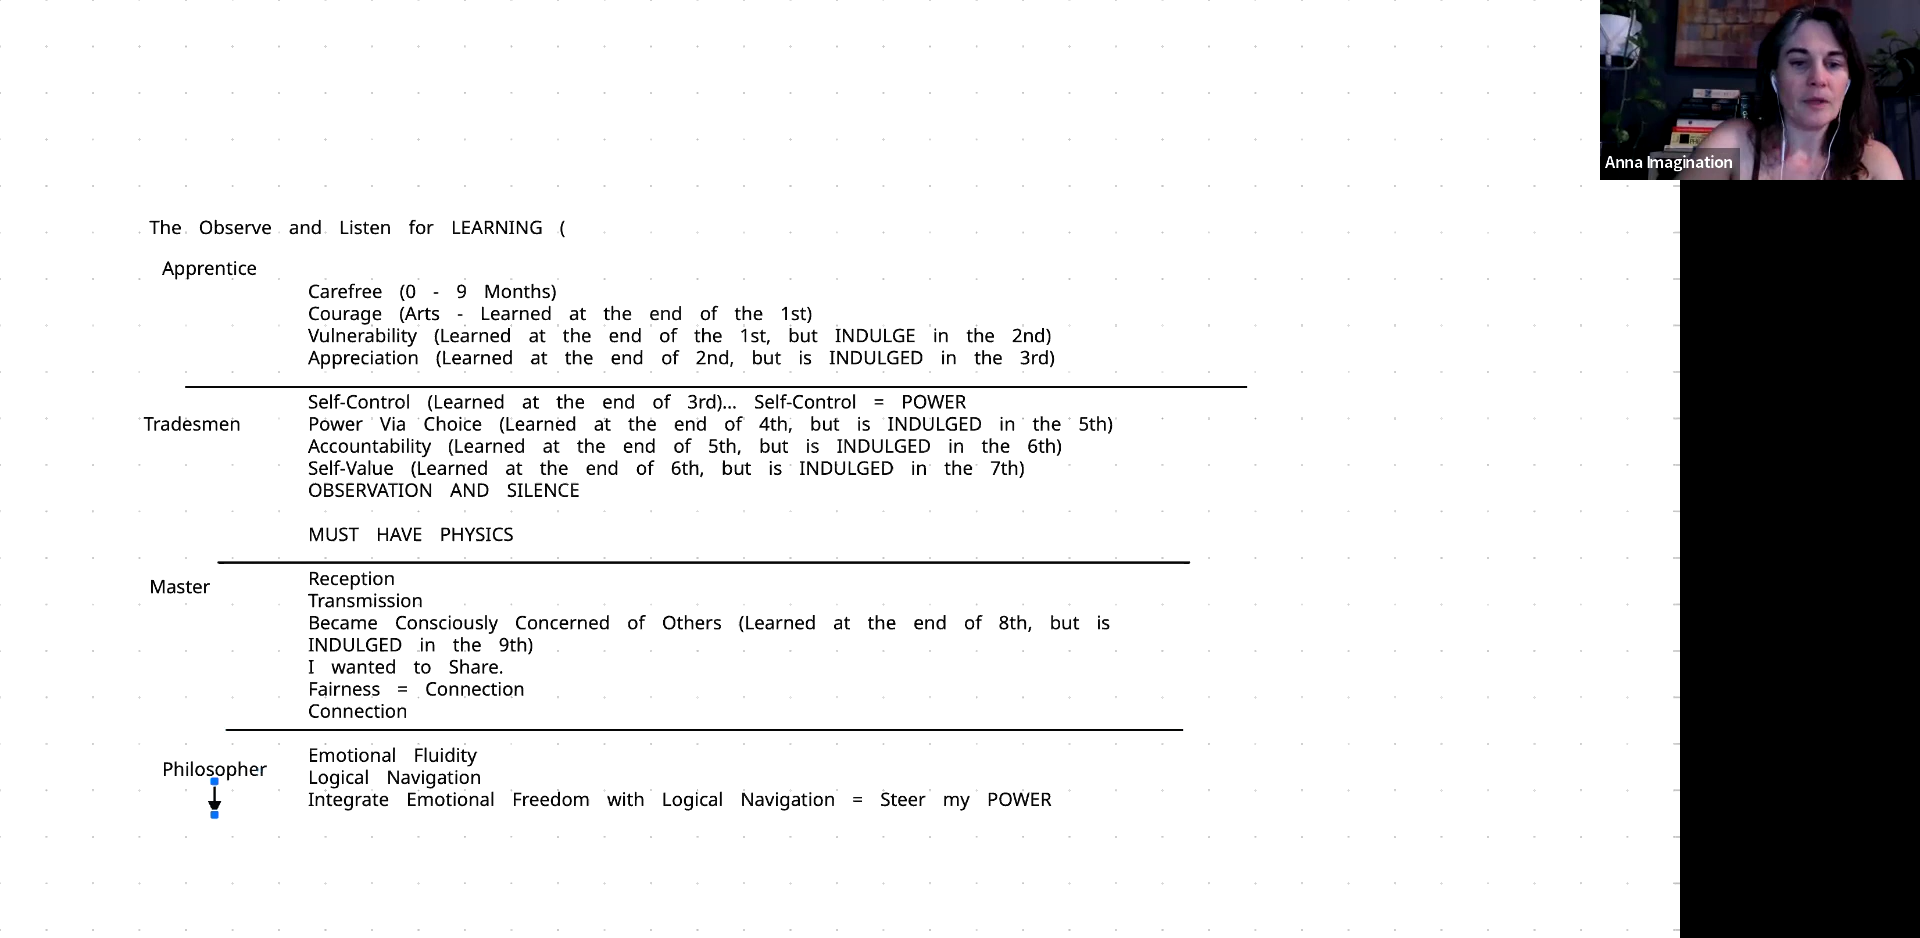 Anna Imagination
The Observe and Listen for LEARNING (
Apprentice
Carefree (0 - 9 Months)
Courage (Arts - Learned at the end of the 1st)
Vulnerability (Learned at the end of the 1st, but INDULGE in the 2nd)
Appreciation (Learned at the end of 2nd, but is INDULGED in the 3rd)
Self-Control (Learned at the end of 3rd)... Self-Control = POWER
Tradesmen
Power Via Choice (Learned at the end of 4th, but is INDULGED in the 5th)
Accountability (Learned at the end of 5th, but is INDULGED in the 6th)
Self-Value (Learned at the end of 6th, but is INDULGED in the 7th)
OBSERVATION AND SILENCE
MUST HAVE PHYSICS
Master
Reception
Transmission
Became Consciously Concerned of Others (Learned at the end of 8th, but is
INDULGED in the 9th)
I wanted to Share.
Fairness = Connection
Connection
Philosopher
Emotional Fluidity
Logical Navigation
Integrate Emotional Freedom with Logical Navigation = Steer my POWER